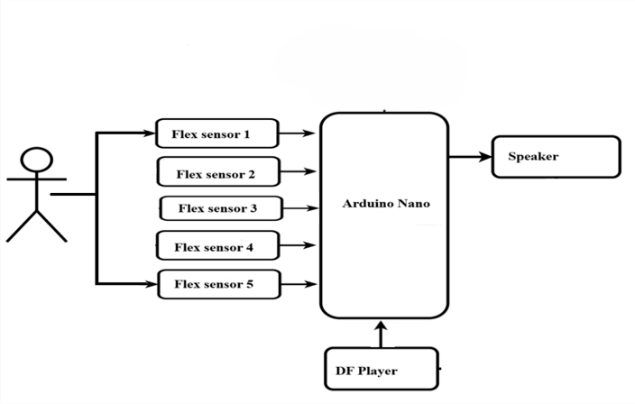 Flex sensor 1
Flex sensor 2
Flex sensor 3
Flex sensor 4
Flex sensor 5
Arduino Nano
Speaker
DF Player